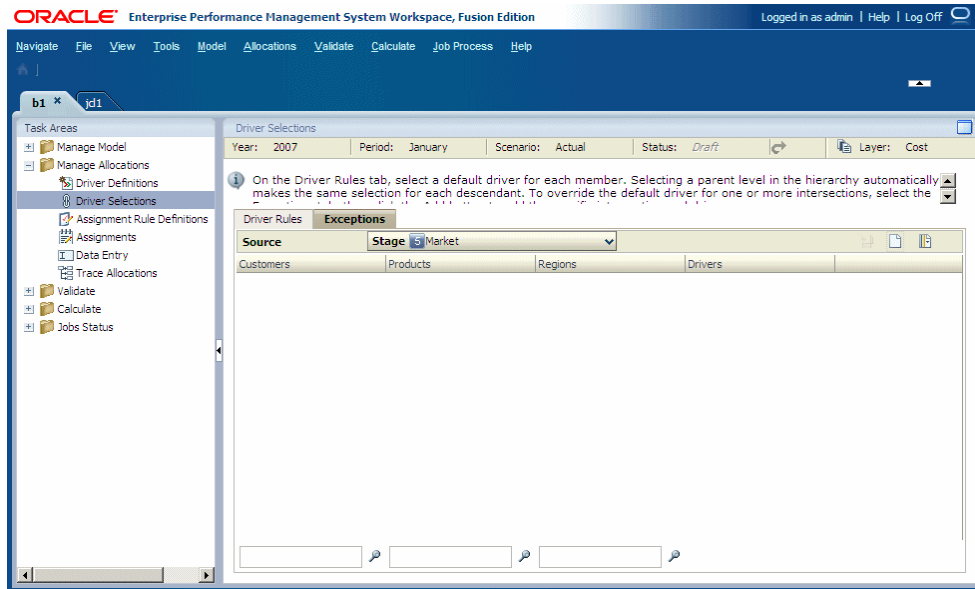 ORACLE Enterprise Performance Management System Workspace, Fusion Edition
Logged in as admin | Help | Log Off
Navigate File View Tools Model Allocations Validate Calculate Job Process Help
b1 jd1
Task Areas
Manage Model
Manage Allocations
Driver Definitions
Driver Selections
Assignment Rule Definitions
Assignments
Data Entry
Trace Allocations
Validate
Calculate
Jobs Status
Driver Selections
Year: 2007 Period: January Scenario: Actual Status: Draft Layer: Cost
On the Driver Rules tab, select a default driver for each member. Selecting a parent level in the hierarchy automatically
makes the same selection for each descendant. To override the default driver for one or more intersections, select the
Driver Rules Exceptions
Source Stage 5 Market
Customers Products Regions Drivers